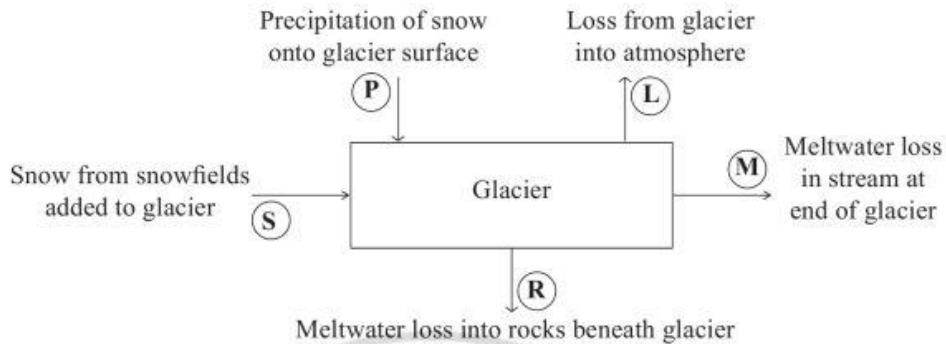 Precipitation of snow
onto glacier surface
P
Loss from glacier
into atmosphere
L
Snow from snowfields
added to glacier
S
Glacier
M
Meltwater loss
in stream at
end of glacier
R
Meltwater loss into rocks beneath glacier